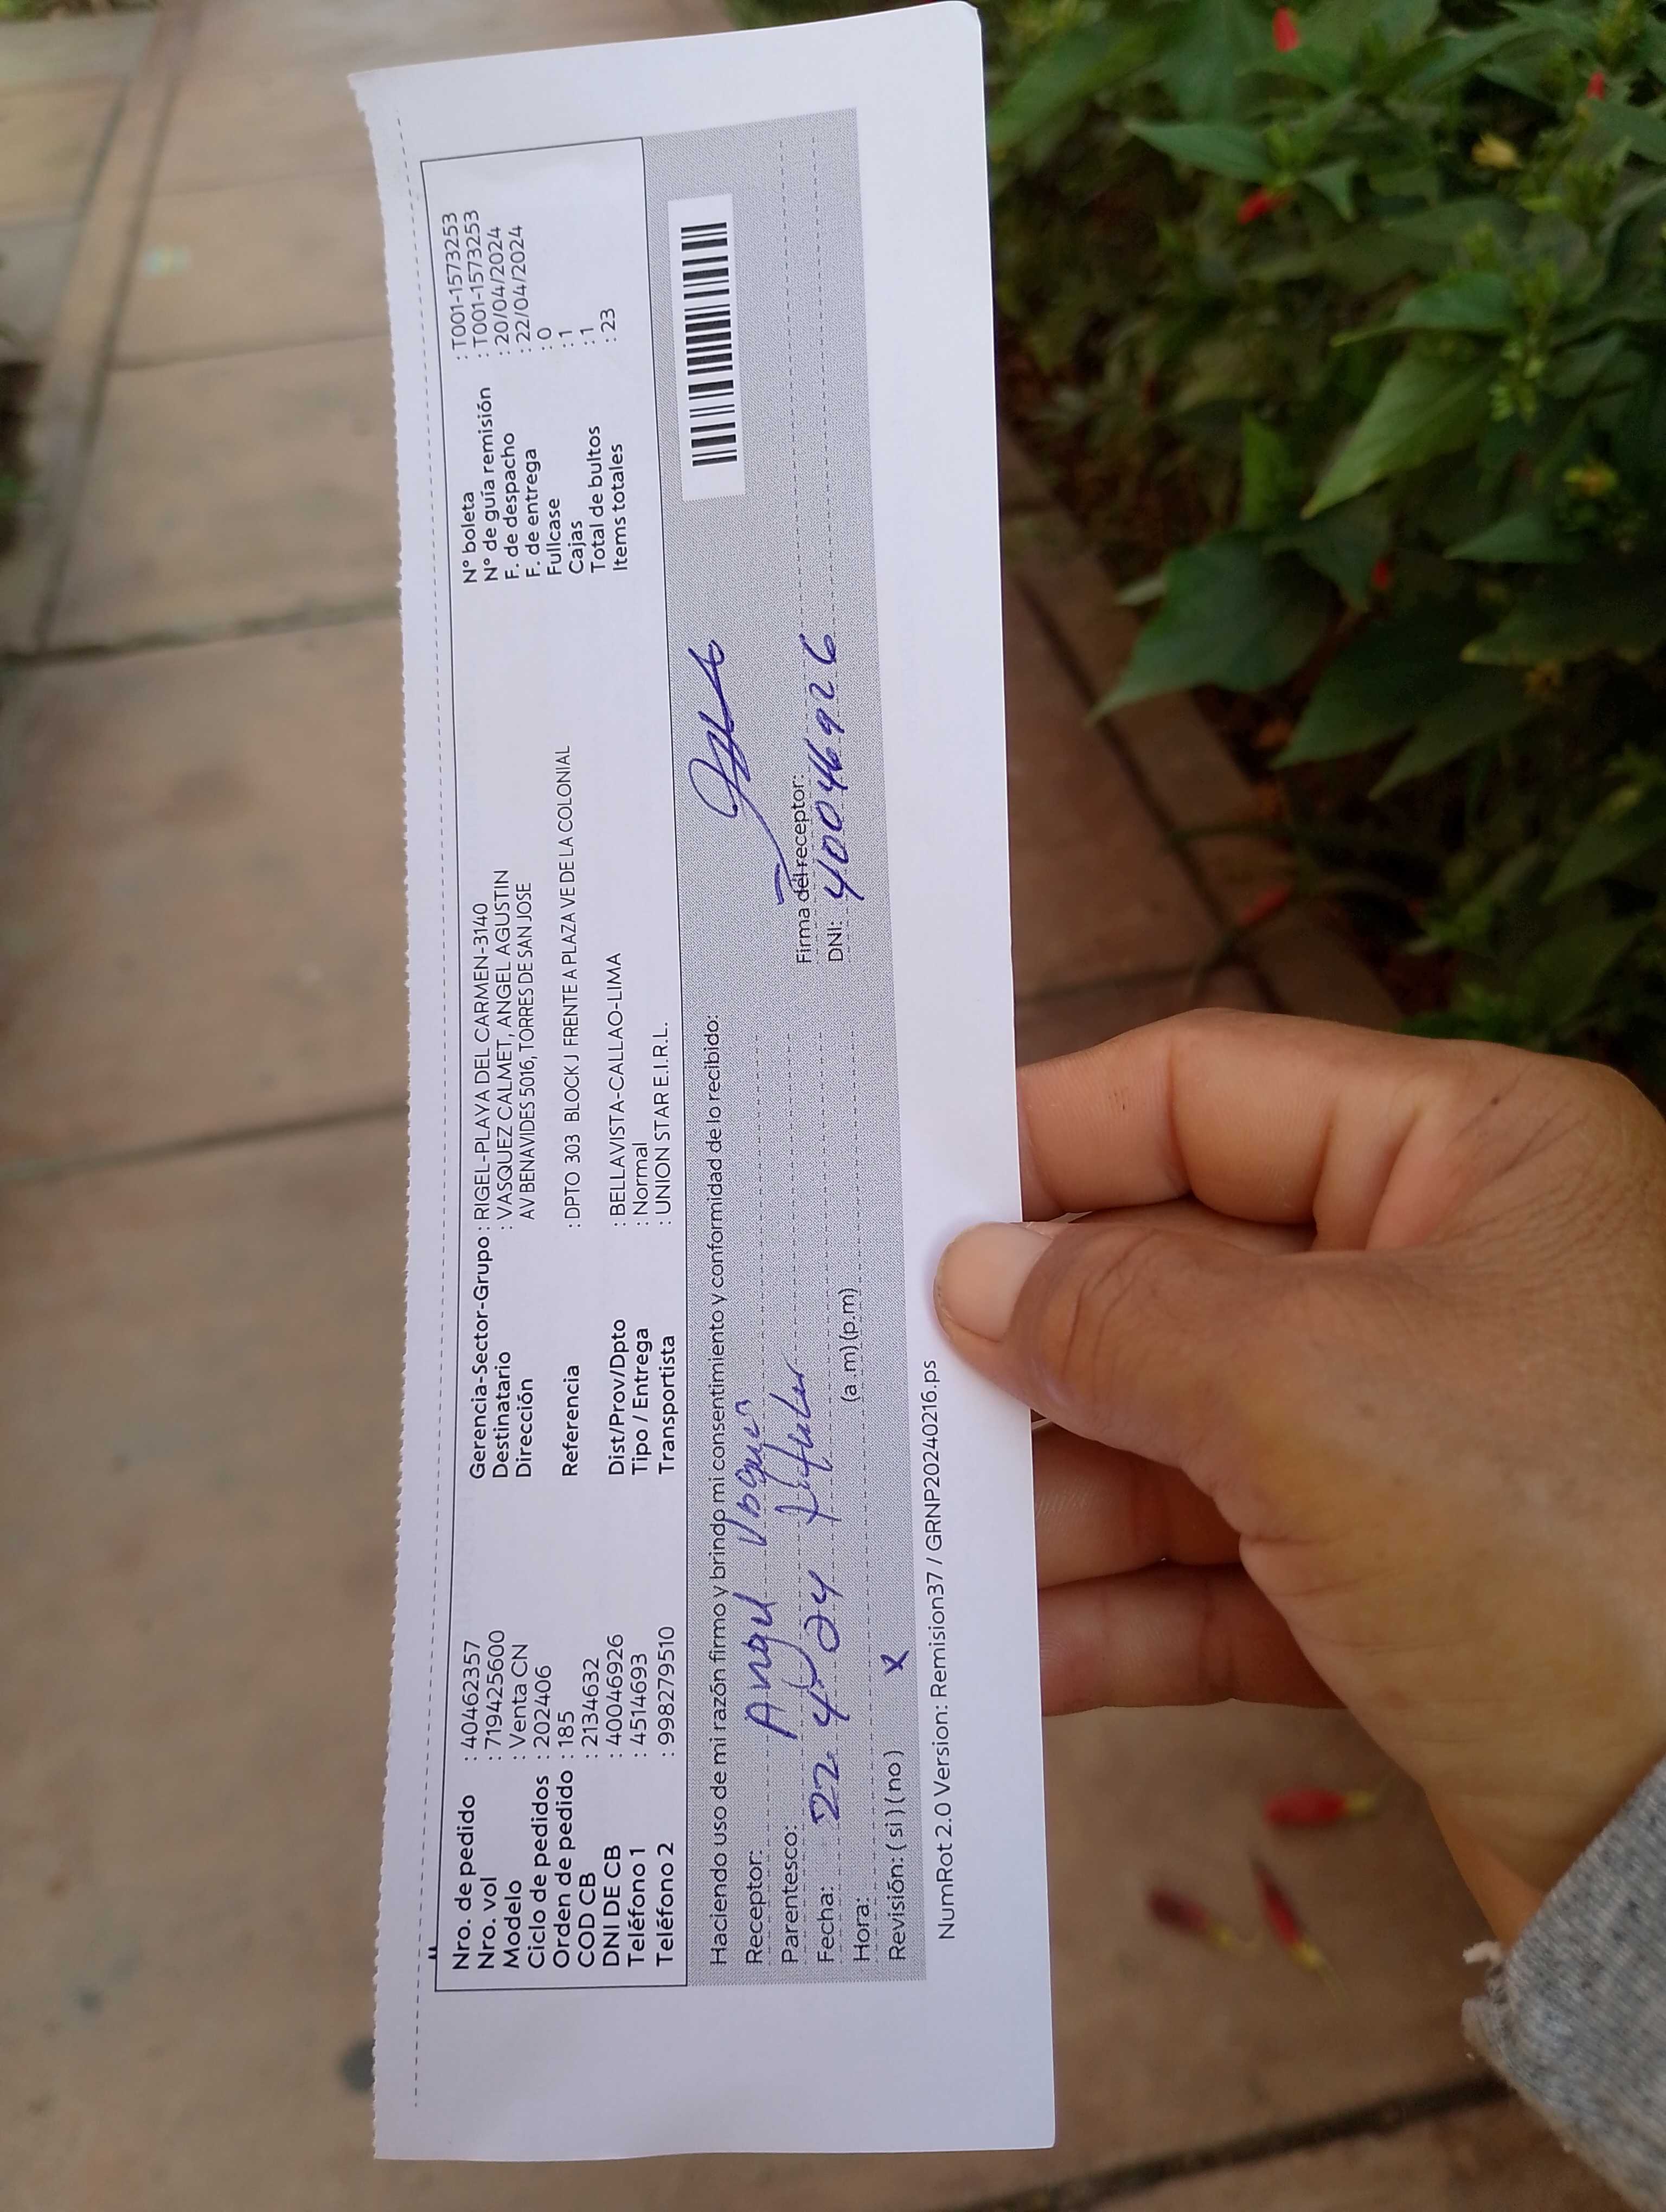 Nro. de pedido : 40462357
Nro. vol : 719425600
Modelo : Venta CN
Ciclo de pedidos : 202406
Orden de pedido : 185
COD CB : 2134632
DNI DE CB : 40046926
Teléfono 1 : 4514693
Teléfono 2 : 998279510
Gerencia-Sector-Grupo : RIGEL-PLAYA DEL CARMEN-3140
Destinatario : VASQUEZ CALMET, ANGEL AGUSTIN
Dirección AV BENAVIDES 5016, TORRES DE SAN JOSE
Referencia : DPTO 303 BLOCK J FRENTE A PLAZA VE DE LA COLONIAL
Dist/Prov/Dpto : BELLAVISTA-CALLAO-LIMA
Tipo / Entrega : Normal
Transportista : UNION STAR E.I.R.L.
N° boleta : T001-1573253
N° de guía remisión : T001-1573253
F. de despacho : 20/04/2024
F. de entrega : 22/04/2024
Fullcase : 0
Cajas : 1
Total de bultos : 1
Items totales : 23
Haciendo uso de mi razón firmo y brindo mi consentimiento y conformidad de lo recibido:
Receptor: Angel
Parentesco: titular
Fecha: 22 4 24
Hora: (a.m) (p.m)
Revisión: ( si ) ( no ) x
Firma del receptor:
DNI: 40046926
NumRot 2.0 Version: Remision37 / GRNP20240216.ps